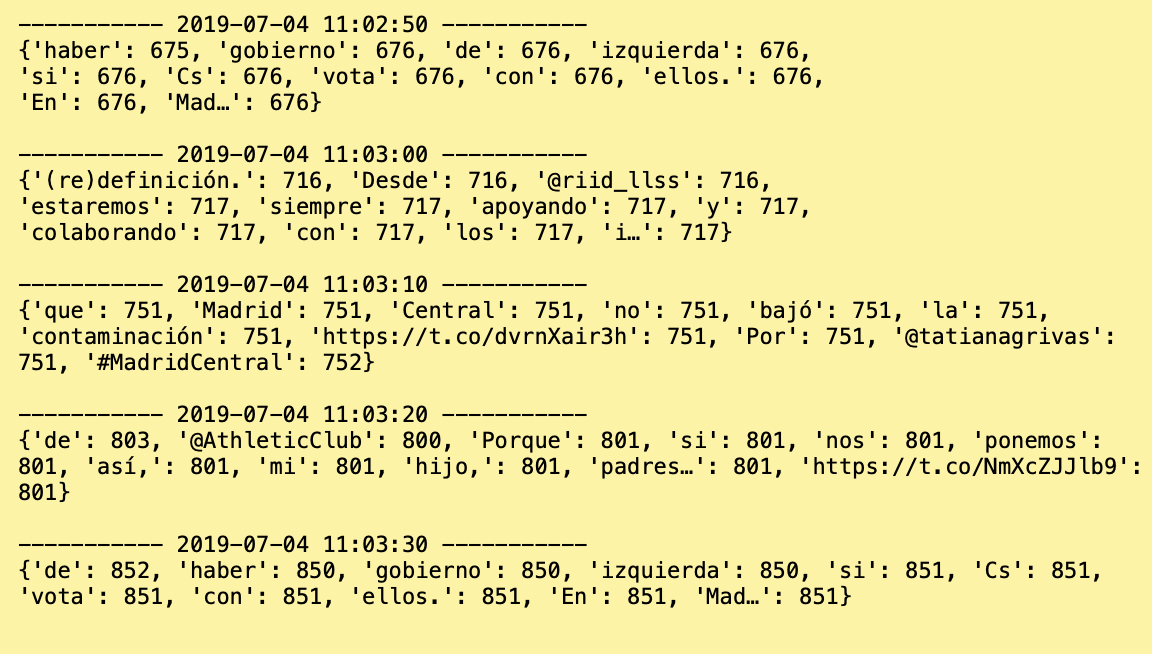 ----------- 2019-07-04 11:02:50 -----------
{'haber': 675, 'gobierno': 676, 'de': 676, 'izquierda': 676,
'si': 676, 'Cs': 676, 'vota': 676, 'con': 676, 'ellos.': 676,
'En': 676, 'Mad…': 676}
----------- 2019-07-04 11:03:00 -----------
{'(re)definición.': 716, 'Desde': 716, '@riid_llss': 716,
'estaremos': 717, 'siempre': 717, 'apoyando': 717, 'y': 717,
'colaborando': 717, 'con': 717, 'los': 717, 'i…': 717}
----------- 2019-07-04 11:03:10 -----------
{'que': 751, 'Madrid': 751, 'Central': 751, 'no': 751, 'bajó': 751, 'la': 751,
'contaminación': 751, 'https://t.co/dvrnXair3h': 751, 'Por': 751, '@tatianagrivas':
751, '#MadridCentral': 752}
----------- 2019-07-04 11:03:20 -----------
{'de': 803, '@AthleticClub': 800, 'Porque': 801, 'si': 801, 'nos': 801, 'ponemos':
801, 'así,': 801, 'mi': 801, 'hijo,': 801, 'padres…': 801, 'https://t.co/NmXcZJJlb9':
801}
----------- 2019-07-04 11:03:30 -----------
{'de': 852, 'haber': 850, 'gobierno': 850, 'izquierda': 850, 'si': 851, 'Cs': 851,
'vota': 851, 'con': 851, 'ellos.': 851, 'En': 851, 'Mad…': 851}